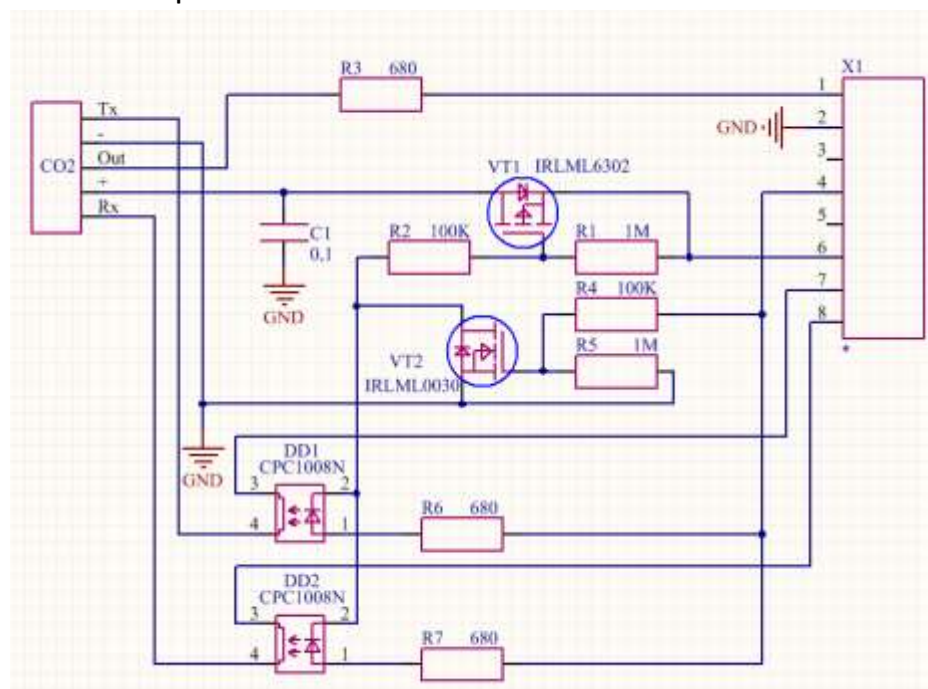 R3 680
X1
1
GND
2
3
4
5
6
7
8
*
Tx
-
Out
CO2
+
Rx
VT1 IRLML6302
C1
0,1
GND
R2 100K
R1 1M
R4 100K
R5 1M
VT2
IRLML0030
GND
DD1
CPC1008N
3 2
4 1
R6 680
DD2
CPC1008N
3 2
4 1
R7 680